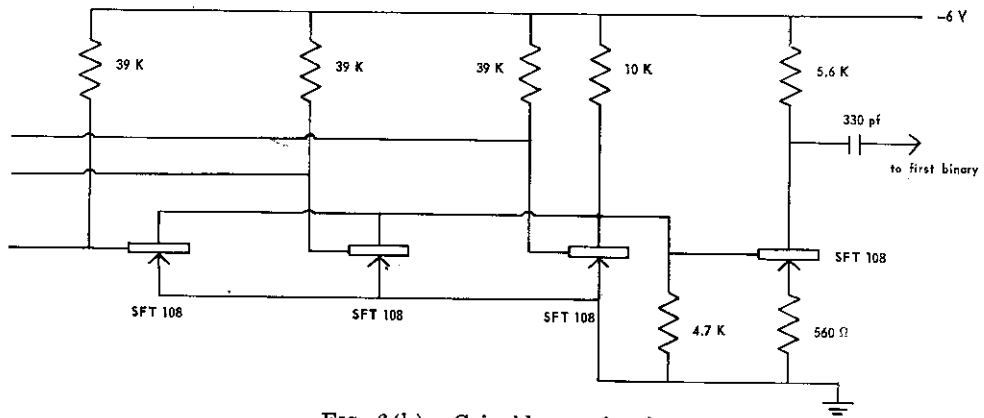 –6 V
39 K
39 K
39 K
10 K
5,6 K
330 pf
to first binary
SFT 108
SFT 108
SFT 108
SFT 108
4.7 K
560 Ω